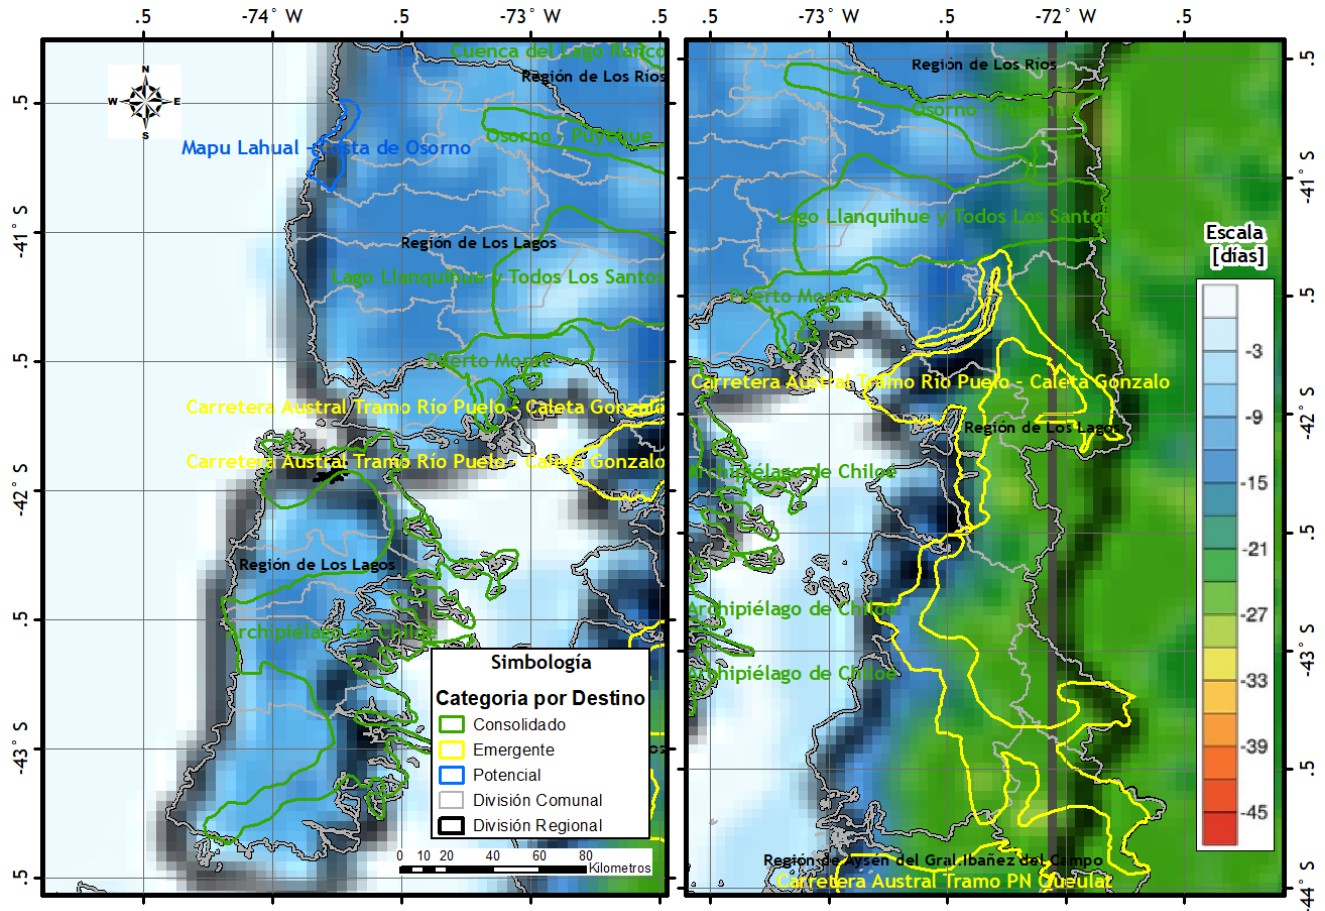 .5 -74° W .5 -73° W .5
.5 -73° W .5 -72° W .5
N
W E
S
.5
-41° S
.5
-42° S
.5
-43° S
.5
Cuenca del Lago Ranco
Región de Los Ríos
Osorno - Puyehue
Mapu Lahual - Costa de Osorno
Región de Los Lagos
Lago Llanquihue y Todos Los Santos
Puerto Montt
Carretera Austral Tramo Río Puelo - Caleta Gonzalo
Carretera Austral Tramo Río Puelo - Caleta Gonzalo
Región de Los Lagos
Archipiélago de Chiloé
Simbología
Categoria por Destino
Consolidado
Emergente
Potencial
División Comunal
División Regional
0 10 20 40 60 80
Kilometros
Región de Los Ríos
Osorno - Puyehue
Lago Llanquihue y Todos Los Santos
Puerto Montt
Carretera Austral Tramo Río Puelo - Caleta Gonzalo
Región de Los Lagos
Archipiélago de Chiloé
Archipiélago de Chiloé
Archipiélago de Chiloé
Región de Aysén del Gral.Ibañez del Campo
Carretera Austral Tramo PN Queulat
Escala
[días]
-3
-9
-15
-21
-27
-33
-39
-45
.5
-41° S
.5
-42° S
.5
-43° S
.5
-44° S